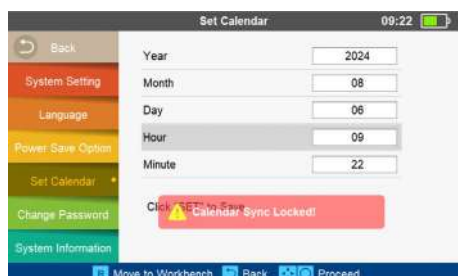 Set Calendar 09:22
Back
System Setting
Language
Power Save Option
Set Calendar
Change Password
System Information
Year 2024
Month 08
Day 06
Hour 09
Minute 22
Click "SET" to Save
Calendar Sync Locked!
Move to Workbench Back Proceed